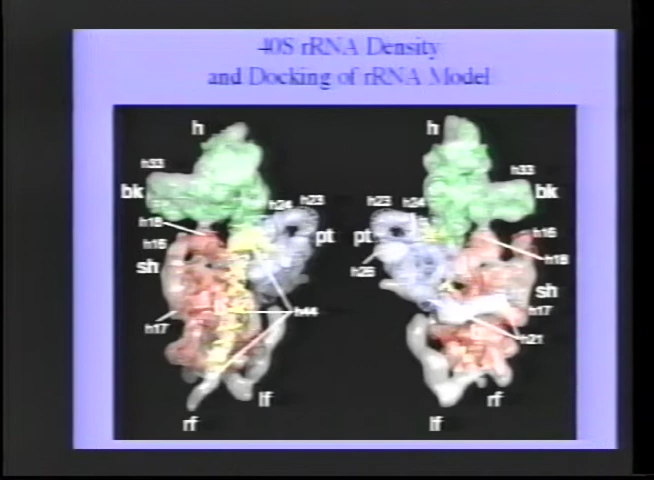 40S rRNA Density
and Docking of rRNA Model
h
h33
bk
h24
h23
h18
pt
h16
sh
h44
h17
lf
rf
h
h33
bk
h23
h24
pt
h16
h26
h18
sh
h17
h21
rf
lf